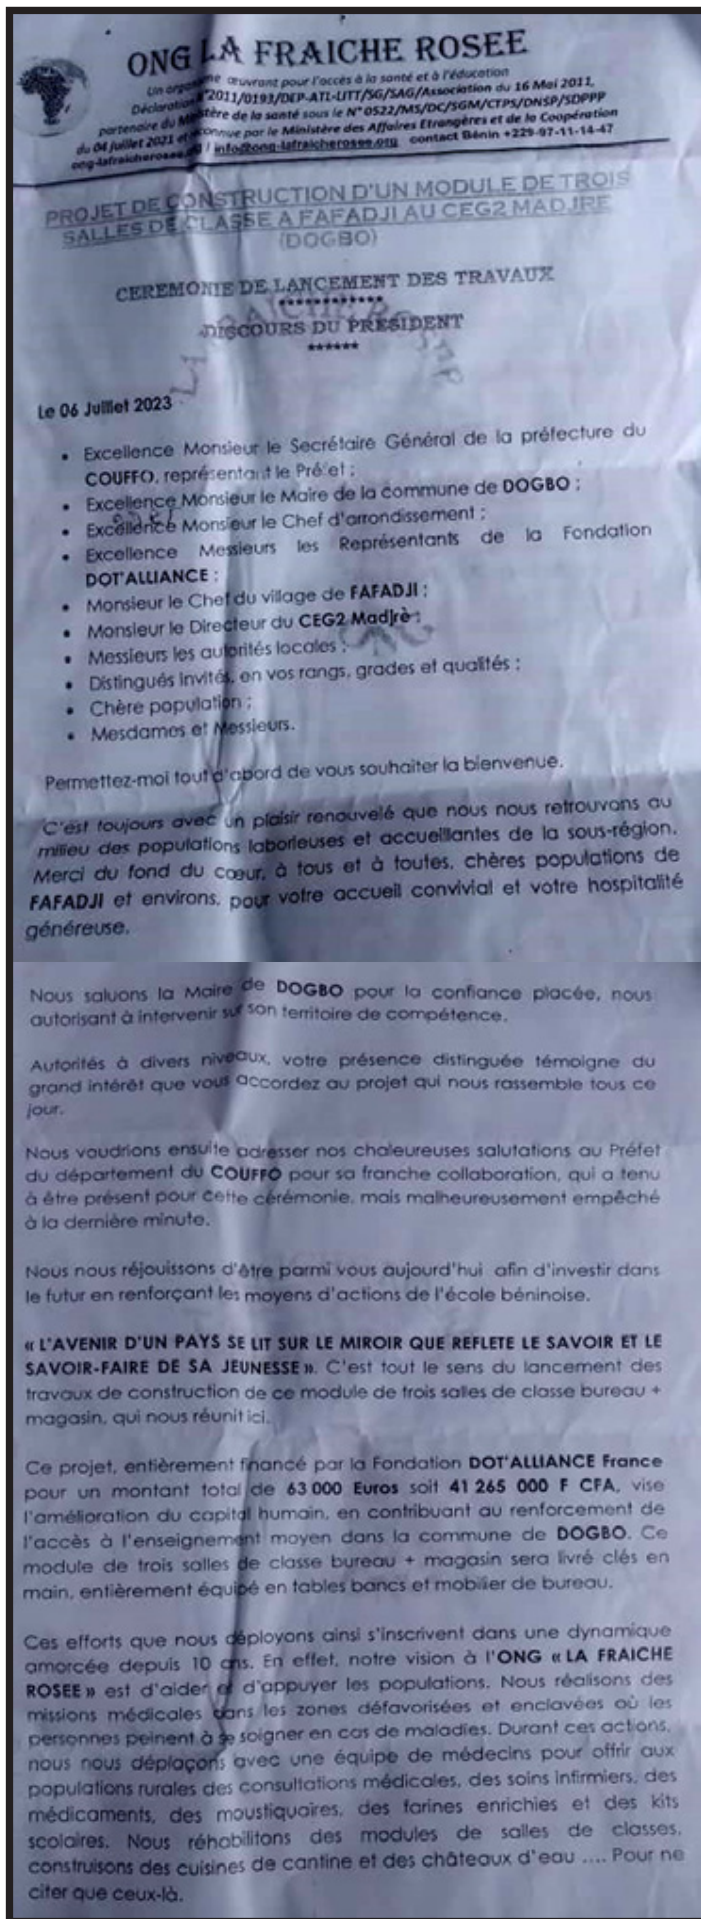 ONG LA FRAICHE ROSEE
Un organisme œuvrant pour l'accès à la santé et à l'éducation
Déclaration N°2011/0193/DEP-ATL-LITT/SG/SAG/Association du 16 Mai 2011,
partenaire du Ministère de la santé sous le N° 0522/MS/DC/SGM/CTPS/DNSP/SDPPP
du 04 juillet 2021 et reconnue par le Ministère des Affaires Etrangères et de la Coopération
ong-lafraicherosee.org / info@ong-lafraicherosee.org contact Bénin +229-97-11-14-47
PROJET DE CONSTRUCTION D'UN MODULE DE TROIS
SALLES DE CLASSE A FAFADJI AU CEG2 MADJRE
(DOGBO)
CEREMONIE DE LANCEMENT DES TRAVAUX
************
DISCOURS DU PRESIDENT
******
Le 06 Juillet 2023
• Excellence Monsieur le Secrétaire Général de la préfecture du
COUFFO, représentant le Préfet ;
• Excellence Monsieur le Maire de la commune de DOGBO ;
• Excellence Monsieur le Chef d'arrondissement ;
• Excellence Messieurs les Représentants de la Fondation
DOT'ALLIANCE ;
• Monsieur le Chef du village de FAFADJI ;
• Monsieur le Directeur du CEG2 Madjrè ;
• Messieurs les autorités locales ;
• Distingués Invités, en vos rangs, grades et qualités ;
• Chère population ;
• Mesdames et Messieurs.
Permettez-moi tout d'abord de vous souhaiter la bienvenue.
C'est toujours avec un plaisir renouvelé que nous nous retrouvons au
milieu des populations laborieuses et accueillantes de la sous-région.
Merci du fond du cœur, à tous et à toutes, chères populations de
FAFADJI et environs, pour votre accueil convivial et votre hospitalité
généreuse.
Nous saluons la Maire de DOGBO pour la confiance placée, nous
autorisant à intervenir sur son territoire de compétence.
Autorités à divers niveaux, votre présence distinguée témoigne du
grand intérêt que vous accordez au projet qui nous rassemble tous ce
jour.
Nous voudrions ensuite adresser nos chaleureuses salutations au Préfet
du département du COUFFO pour sa franche collaboration, qui a tenu
à être présent pour cette cérémonie, mais malheureusement empêché
à la dernière minute.
Nous nous réjouissons d'être parmi vous aujourd'hui afin d'investir dans
le futur en renforçant les moyens d'actions de l'école béninoise.
« L'AVENIR D'UN PAYS SE LIT SUR LE MIROIR QUE REFLETE LE SAVOIR ET LE
SAVOIR-FAIRE DE SA JEUNESSE ». C'est tout le sens du lancement des
travaux de construction de ce module de trois salles de classe bureau +
magasin, qui nous réunit ici.
Ce projet, entièrement financé par la Fondation DOT'ALLIANCE France
pour un montant total de 63 000 Euros soit 41 265 000 F CFA, vise
l'amélioration du capital humain, en contribuant au renforcement de
l'accès à l'enseignement moyen dans la commune de DOGBO. Ce
module de trois salles de classe bureau + magasin sera livré clés en
main, entièrement équipé en tables bancs et mobilier de bureau.
Ces efforts que nous déployons ainsi s'inscrivent dans une dynamique
amorcée depuis 10 ans. En effet, notre vision à l'ONG « LA FRAICHE
ROSEE » est d'aider et d'appuyer les populations. Nous réalisons des
missions médicales dans les zones défavorisées et enclavées où les
personnes peinent à se soigner en cas de maladies. Durant ces actions,
nous nous déplaçons avec une équipe de médecins pour offrir aux
populations rurales des consultations médicales, des soins infirmiers, des
médicaments, des moustiquaires, des farines enrichies et des kits
scolaires. Nous réhabilitons des modules de salles de classes,
construisons des cuisines de cantine et des châteaux d'eau .... Pour ne
citer que ceux-là.